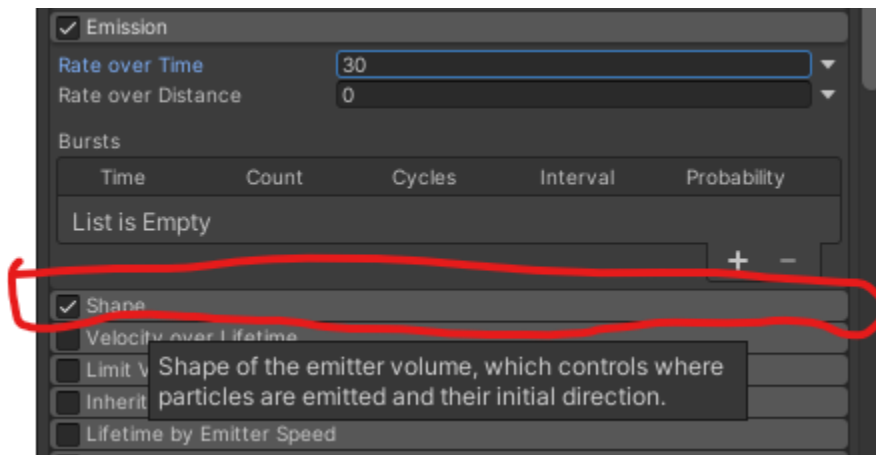 Emission
Rate over Time 30
Rate over Distance 0
Bursts
Time Count Cycles Interval Probability
List is Empty
+ −
Shape
Velocity over Lifetime
Limit V
Shape of the emitter volume, which controls where
Inherit
particles are emitted and their initial direction.
Lifetime by Emitter Speed